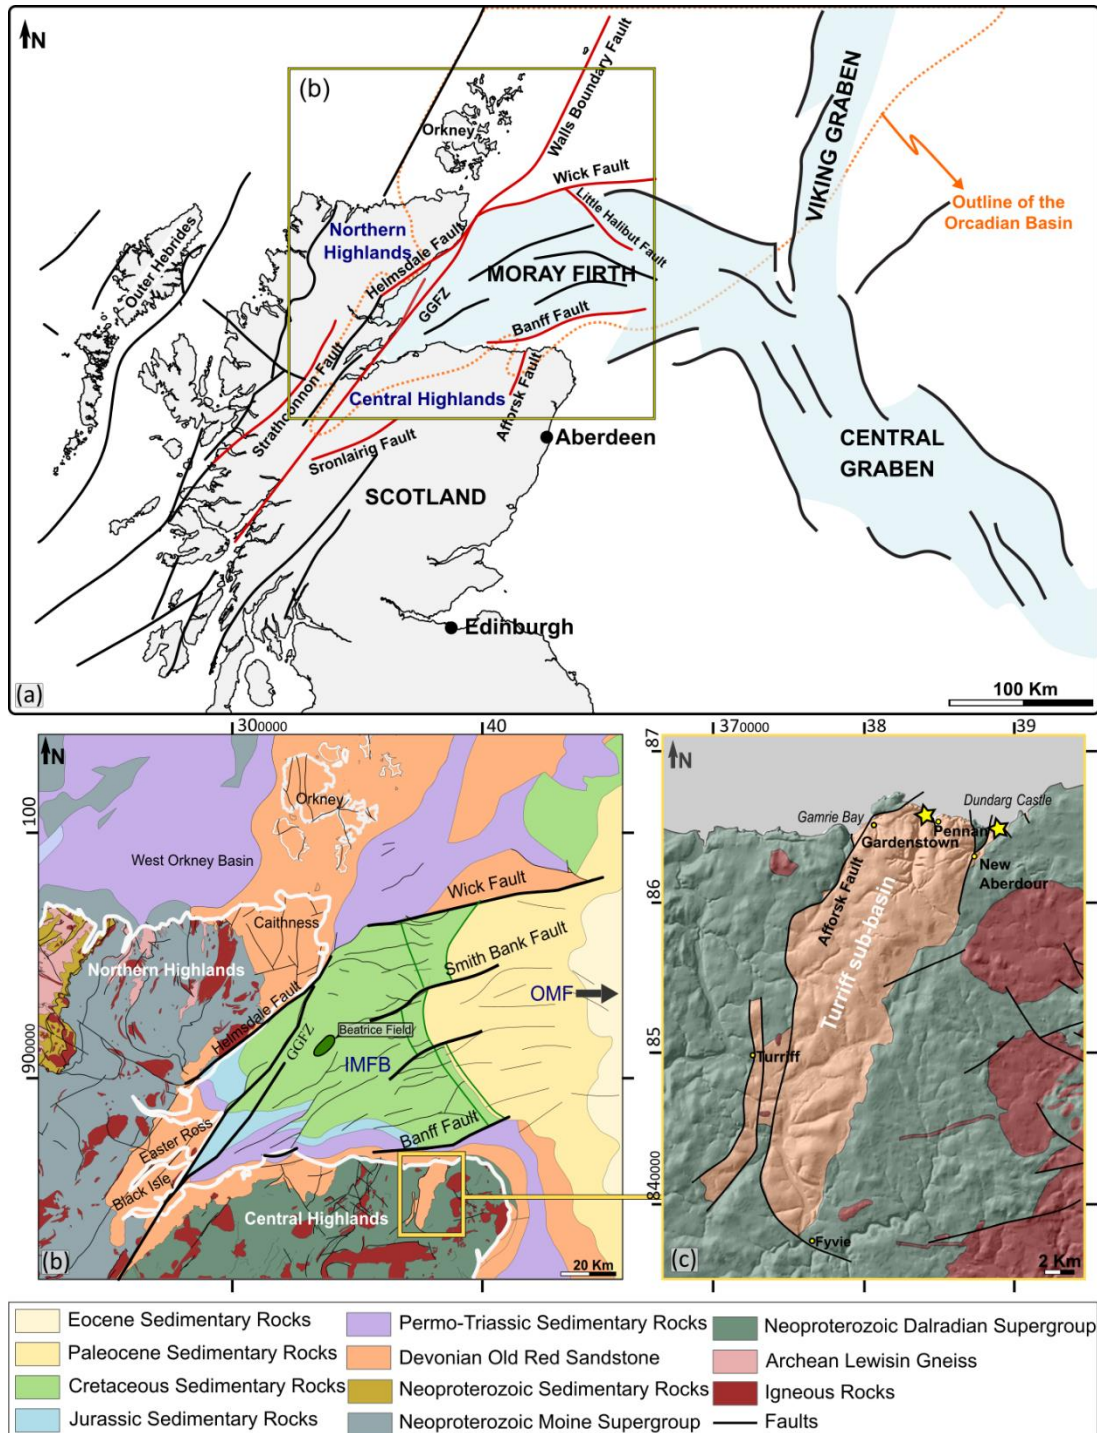 N
(b)
Orkney
Walls Boundary Fault
VIKING GRABEN
Wick Fault
Little Halibut Fault
Outline of the
Orcadian Basin
Outer Hebrides
Northern
Highlands
Helmsdale Fault
MORAY FIRTH
GGFZ
Banff Fault
Strathconnon Fault
Central Highlands
Afforsk Fault
Aberdeen
Sronlairig Fault
CENTRAL
GRABEN
SCOTLAND
Edinburgh
(a)
100 Km
300000
40
N
Orkney
1100
West Orkney Basin
Wick Fault
Caithness
Northern Highlands
Smith Bank Fault
OMF
Helmsdale Fault
GGFZ
Beatrice Field
IMFB
900000
Banff Fault
Easter Ross
Black Isle
Central Highlands
(b)
20 Km
370000
38
39
87
N
Dundarg Castle
Gamrie Bay
Pennan
Gardenstown
New
Aberdour
86
Afforsk Fault
Turriff sub-basin
85
Turriff
840000
Fyvie
(c)
2 Km
Eocene Sedimentary Rocks
Paleocene Sedimentary Rocks
Cretaceous Sedimentary Rocks
Jurassic Sedimentary Rocks
Permo-Triassic Sedimentary Rocks
Devonian Old Red Sandstone
Neoproterozoic Sedimentary Rocks
Neoproterozoic Moine Supergroup
Neoproterozoic Dalradian Supergroup
Archean Lewisin Gneiss
Igneous Rocks
Faults